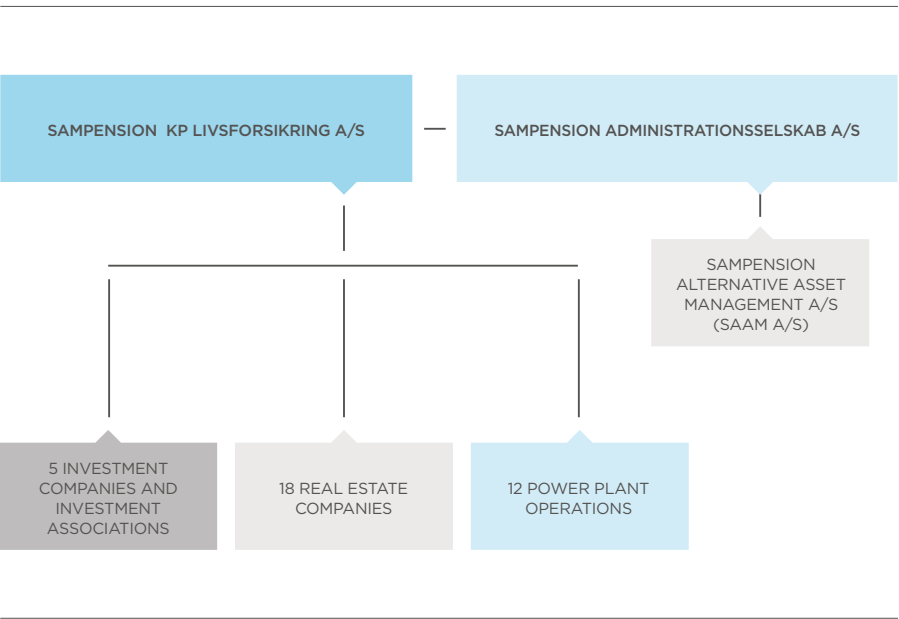 SAMPENSION KP LIVSFORSIKRING A/S
SAMPENSION ADMINISTRATIONSSELSKAB A/S
SAMPENSION
ALTERNATIVE ASSET
MANAGEMENT A/S
(SAAM A/S)
5 INVESTMENT
COMPANIES AND
INVESTMENT
ASSOCIATIONS
18 REAL ESTATE
COMPANIES
12 POWER PLANT
OPERATIONS